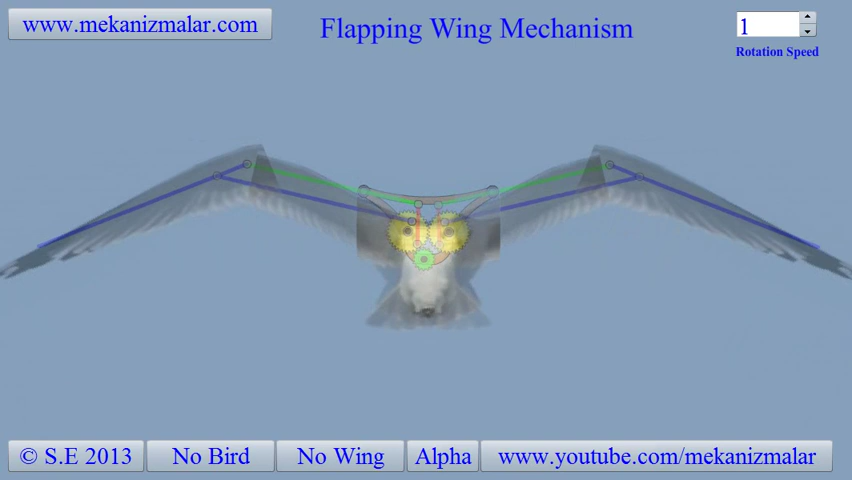 www.mekanizmalar.com
Flapping Wing Mechanism
1
Rotation Speed
© S.E 2013
No Bird
No Wing
Alpha
www.youtube.com/mekanizmalar